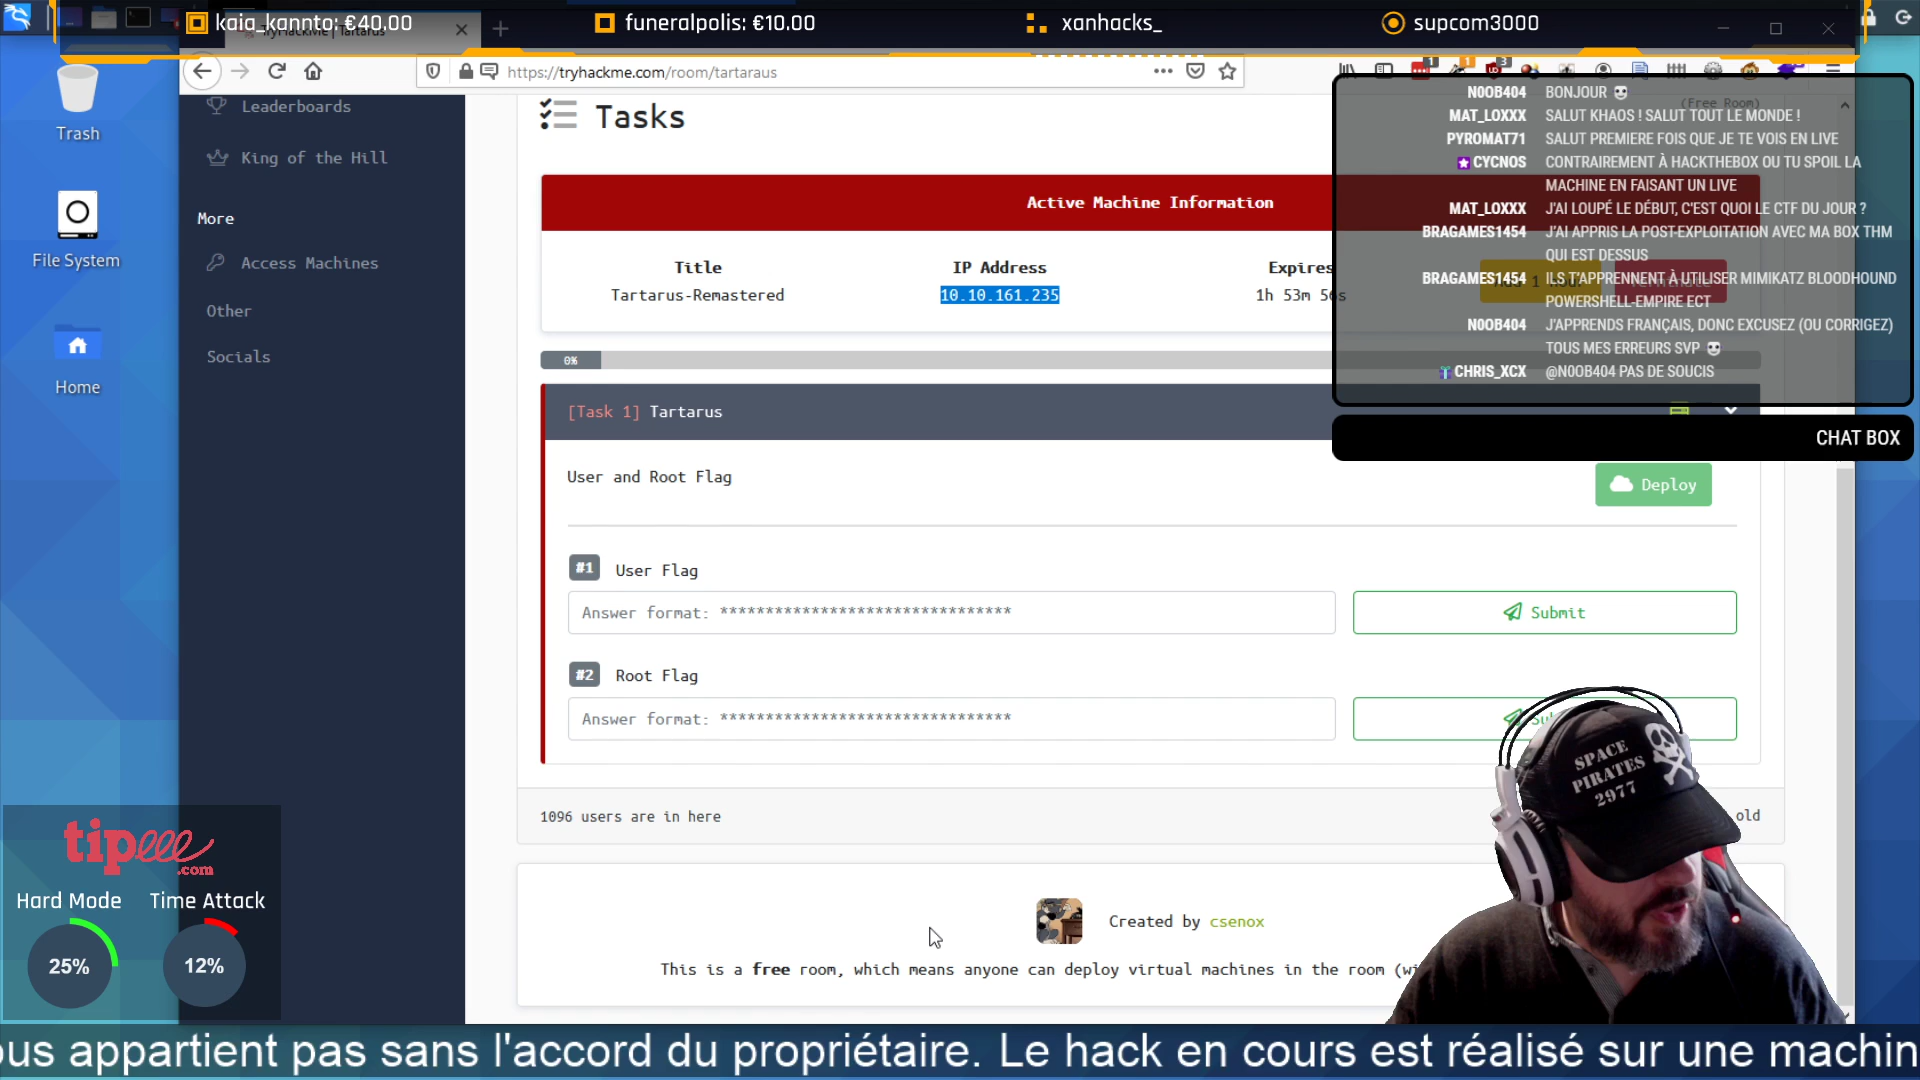 kaia_kannto: €40.00
funeralpolis: €10.00
xanhacks_
supcom3000
https://tryhackme.com/room/tartaraus
Trash
File System
Home
Leaderboards
King of the Hill
More
Access Machines
Other
Socials
Tasks
(Free Room)
Active Machine Information
Title
IP Address
Expires
Tartarus-Remastered
10.10.161.235
1h 53m 56s
0%
[Task 1] Tartarus
User and Root Flag
Deploy
#1 User Flag
Answer format: ********************************
Submit
#2 Root Flag
Answer format: ********************************
1096 users are in here
old
Created by csenox
This is a free room, which means anyone can deploy virtual machines in the room
N0OB404 BONJOUR
MAT_LOXXX SALUT KHAOS ! SALUT TOUT LE MONDE !
PYROMAT71 SALUT PREMIERE FOIS QUE JE TE VOIS EN LIVE
CYCNOS CONTRAIREMENT À HACKTHEBOX OU TU SPOIL LA
MACHINE EN FAISANT UN LIVE
MAT_LOXXX J'AI LOUPÉ LE DÉBUT, C'EST QUOI LE CTF DU JOUR ?
BRAGAMES1454 J'AI APPRIS LA POST-EXPLOITATION AVEC MA BOX THM
QUI EST DESSUS
BRAGAMES1454 ILS T'APPRENNENT À UTILISER MIMIKATZ BLOODHOUND
POWERSHELL-EMPIRE ECT
N0OB404 J'APPRENDS FRANÇAIS, DONC EXCUSEZ (OU CORRIGEZ)
TOUS MES ERREURS SVP
CHRIS_XCX @N0OB404 PAS DE SOUCIS
CHAT BOX
SPACE
PIRATES
2977
tipeee
.com
Hard Mode
Time Attack
25%
12%
ous appartient pas sans l'accord du propriétaire. Le hack en cours est réalisé sur une machin